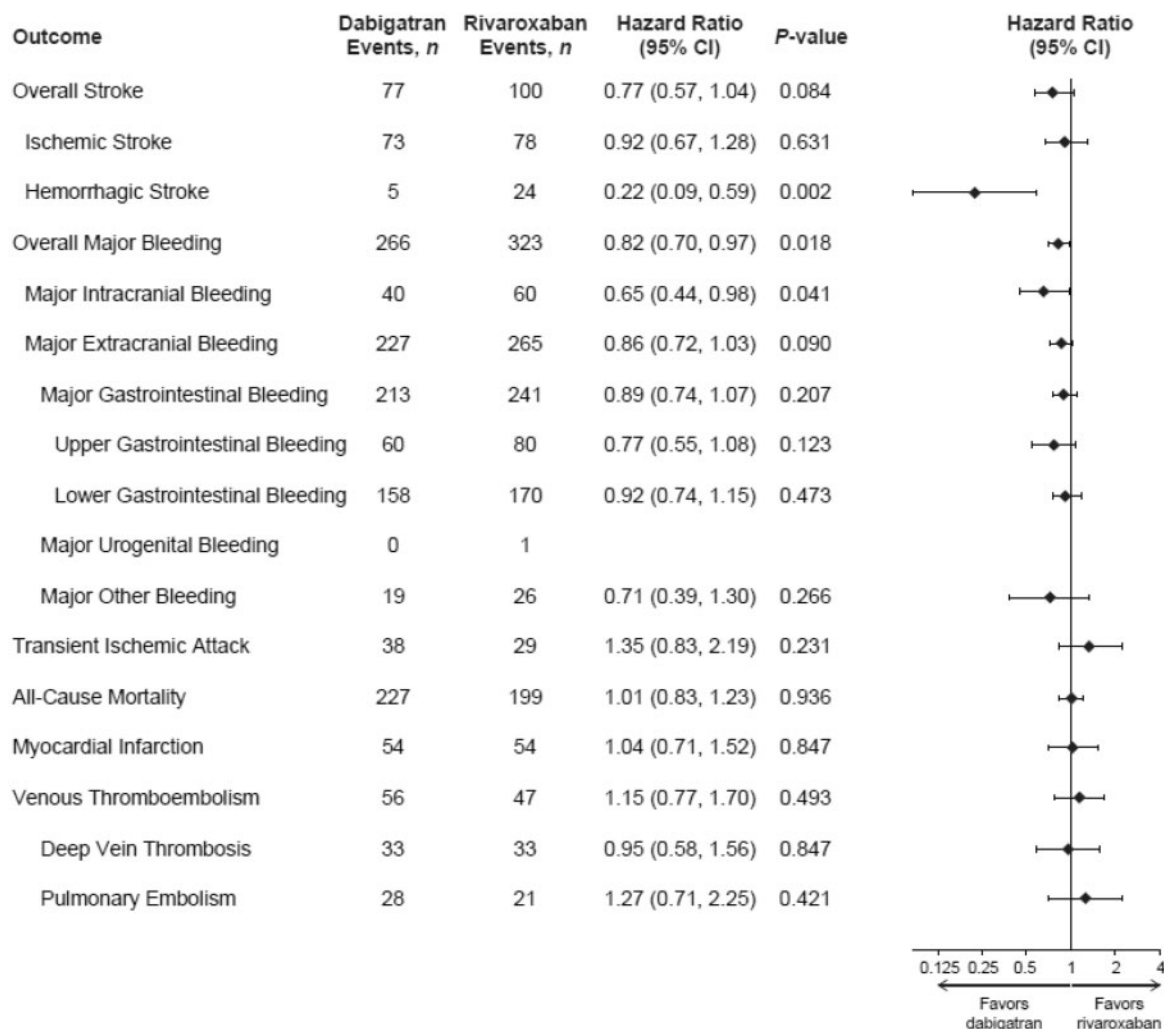 Outcome Dabigatran Events, n Rivaroxaban Events, n Hazard Ratio (95% CI) P-value Hazard Ratio (95% CI)
Overall Stroke 77 100 0.77 (0.57, 1.04) 0.084
Ischemic Stroke 73 78 0.92 (0.67, 1.28) 0.631
Hemorrhagic Stroke 5 24 0.22 (0.09, 0.59) 0.002
Overall Major Bleeding 266 323 0.82 (0.70, 0.97) 0.018
Major Intracranial Bleeding 40 60 0.65 (0.44, 0.98) 0.041
Major Extracranial Bleeding 227 265 0.86 (0.72, 1.03) 0.090
Major Gastrointestinal Bleeding 213 241 0.89 (0.74, 1.07) 0.207
Upper Gastrointestinal Bleeding 60 80 0.77 (0.55, 1.08) 0.123
Lower Gastrointestinal Bleeding 158 170 0.92 (0.74, 1.15) 0.473
Major Urogenital Bleeding 0 1
Major Other Bleeding 19 26 0.71 (0.39, 1.30) 0.266
Transient Ischemic Attack 38 29 1.35 (0.83, 2.19) 0.231
All-Cause Mortality 227 199 1.01 (0.83, 1.23) 0.936
Myocardial Infarction 54 54 1.04 (0.71, 1.52) 0.847
Venous Thromboembolism 56 47 1.15 (0.77, 1.70) 0.493
Deep Vein Thrombosis 33 33 0.95 (0.58, 1.56) 0.847
Pulmonary Embolism 28 21 1.27 (0.71, 2.25) 0.421
0.125 0.25 0.5 1 2 4
Favors dabigatran Favors rivaroxaban